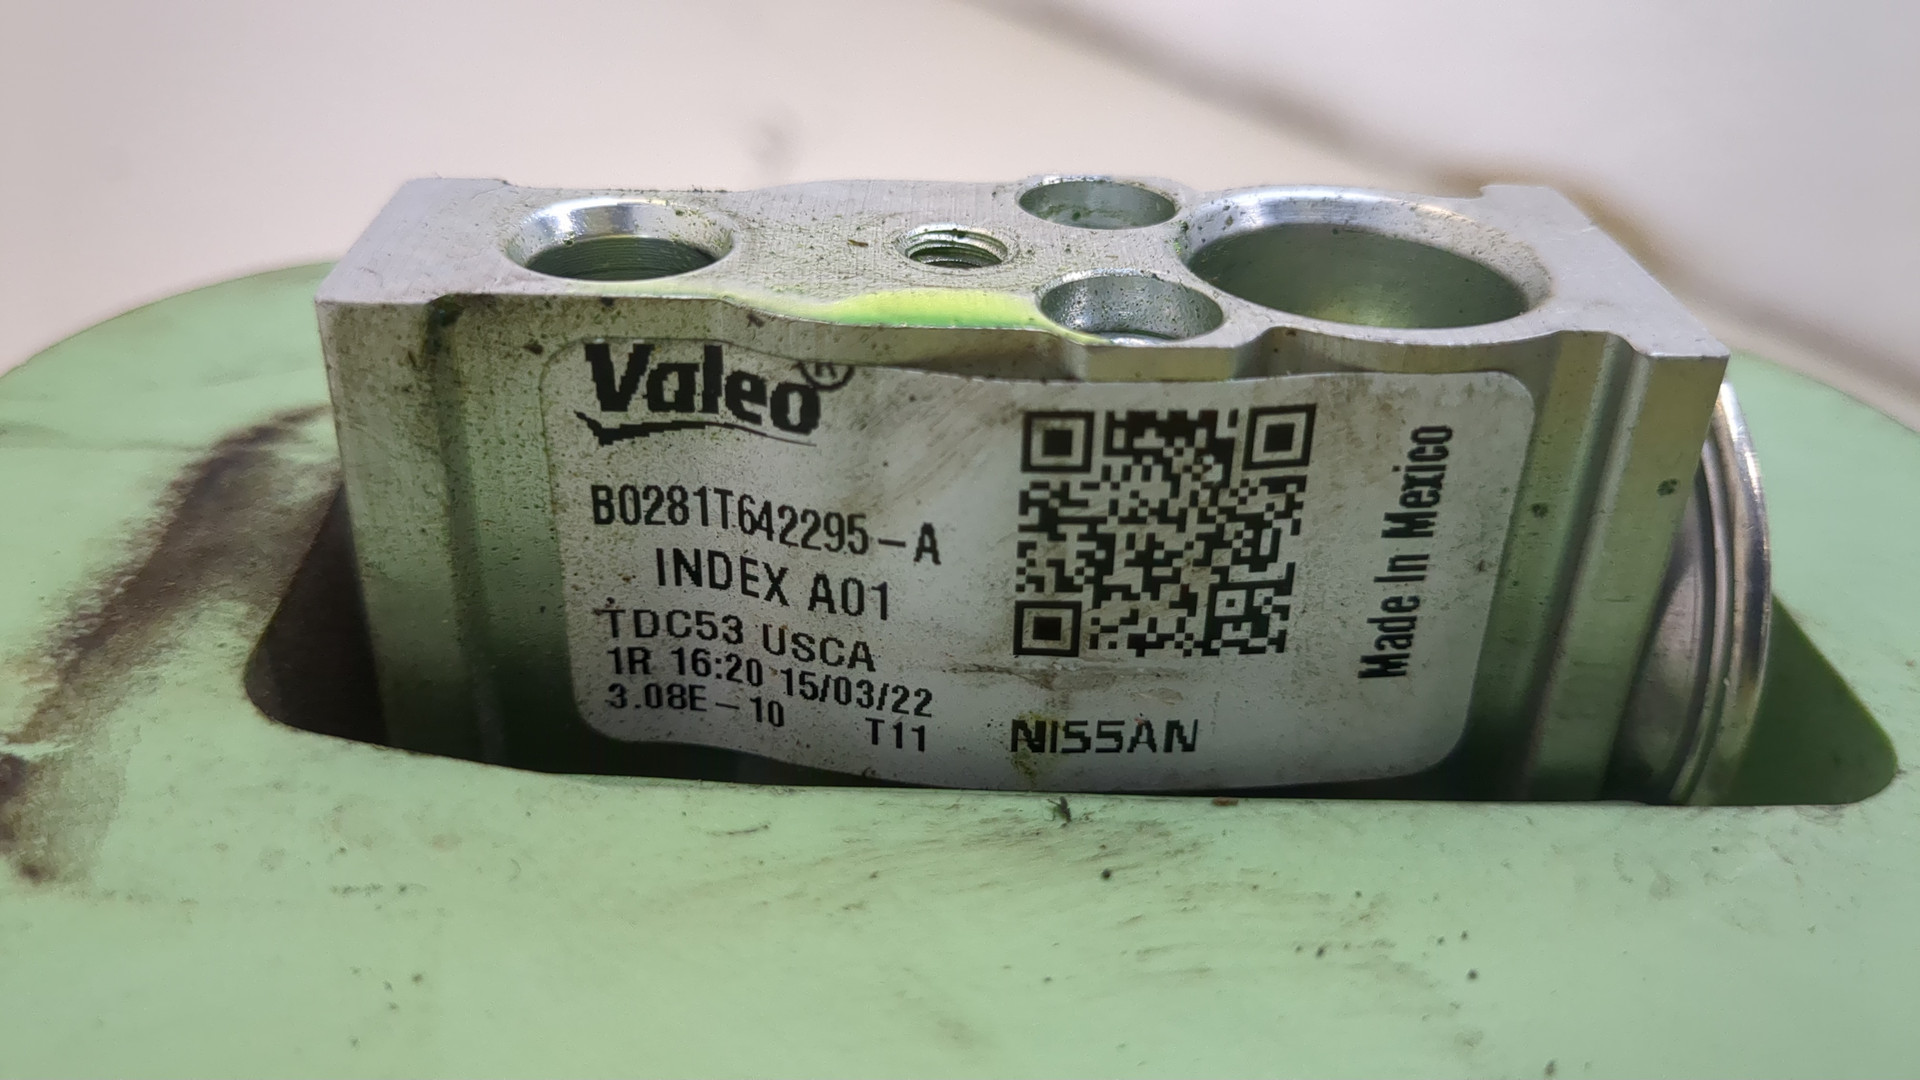 Valeo®
B0281T642295-A
INDEX A01
TDC53 USCA
1R 16:20 15/03/22
3.08E-10 T11
NISSAN
Made In Mexico